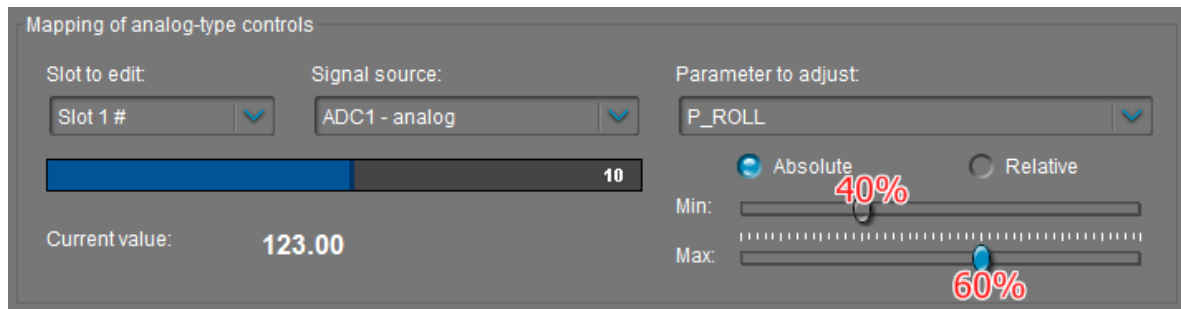 Mapping of analog-type controls
Slot to edit:
Signal source:
Parameter to adjust:
Slot 1 #
ADC1 - analog
P_ROLL
10
Absolute
Relative
40%
Min:
Current value:
123.00
Max:
60%